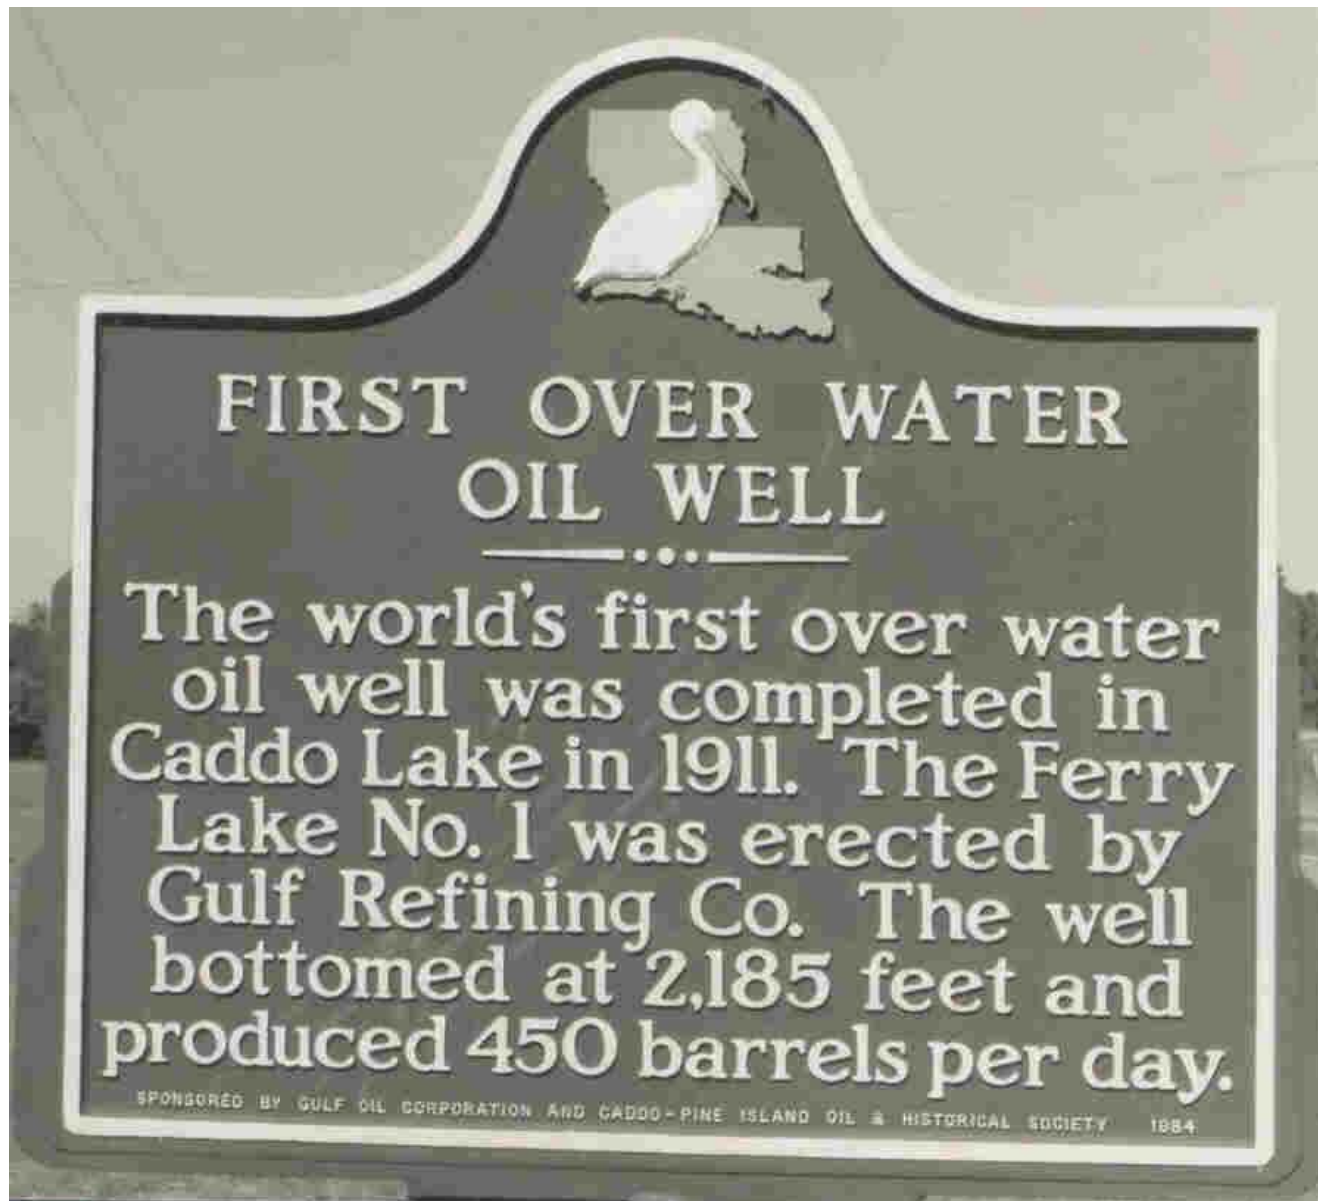 FIRST OVER WATER
OIL WELL
The world's first over water
oil well was completed in
Caddo Lake in 1911. The Ferry
Lake No. 1 was erected by
Gulf Refining Co. The well
bottomed at 2,185 feet and
produced 450 barrels per day.
SPONSORED BY GULF OIL CORPORATION AND CADDO-PINE ISLAND OIL & HISTORICAL SOCIETY 1984